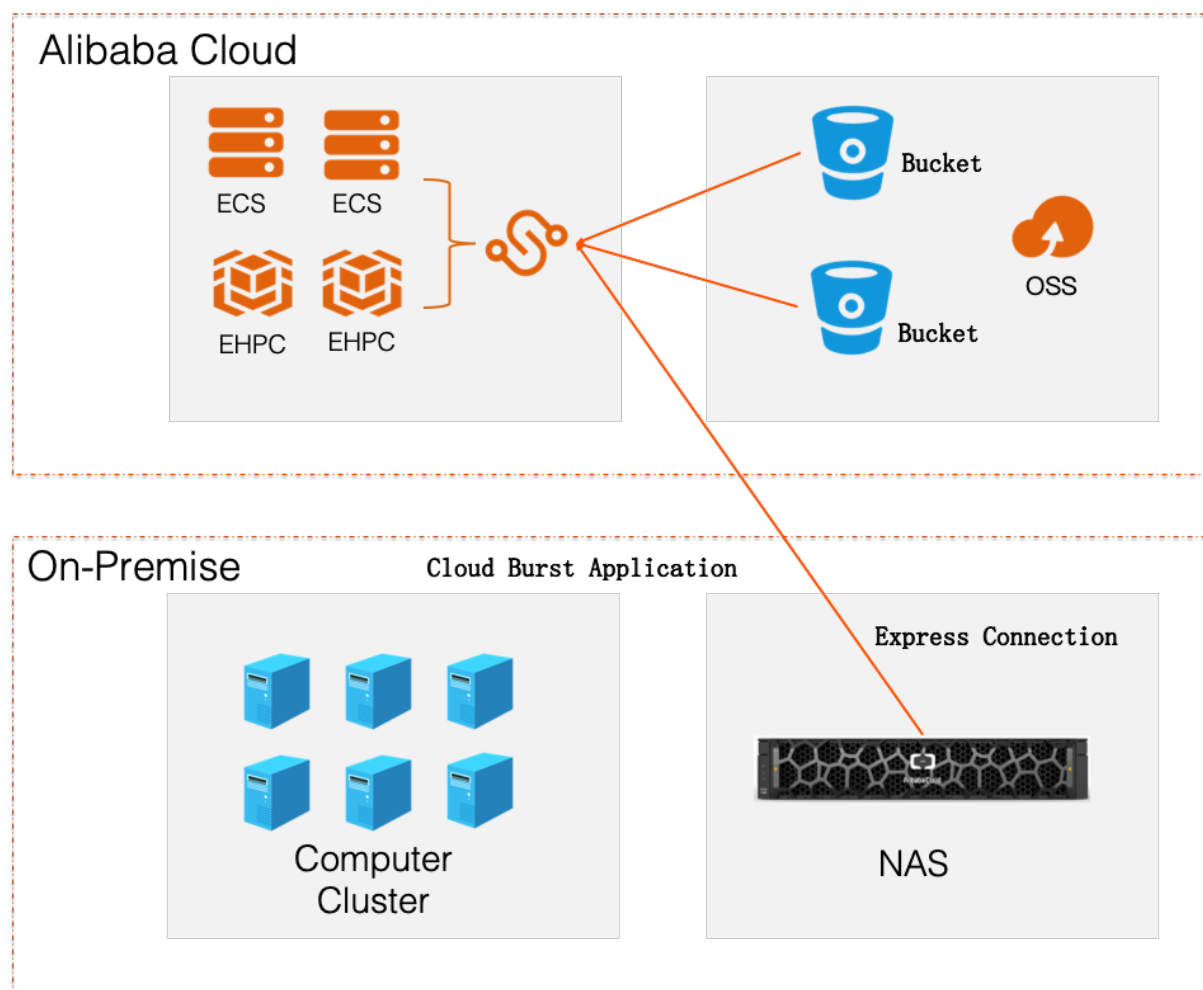 Alibaba Cloud
ECS
ECS
EHPC
EHPC
Bucket
Bucket
OSS
On-Premise
Cloud Burst Application
Computer
Cluster
Express Connection
AlibabaCloud
NAS